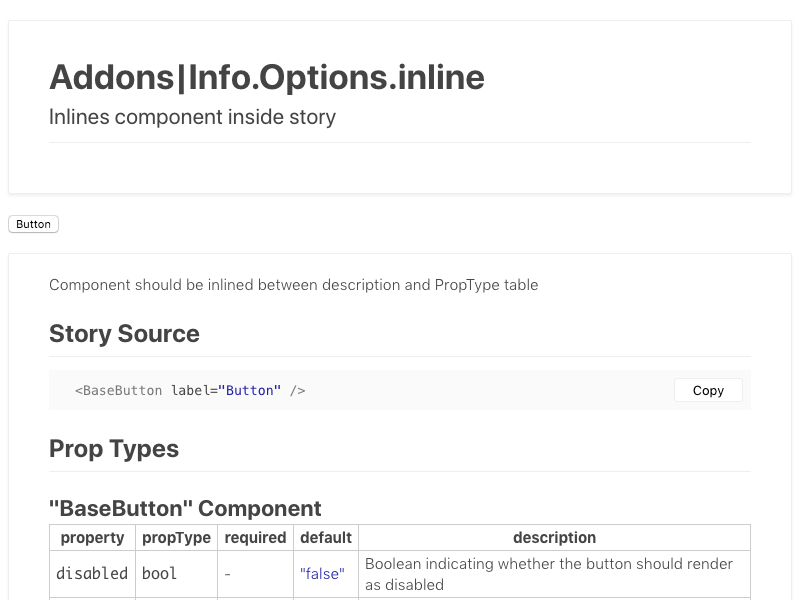 Addons|Info.Options.inline
Inlines component inside story
Button
Component should be inlined between description and PropType table
Story Source
<BaseButton label="Button" />
Copy
Prop Types
"BaseButton" Component
property propType required default description
disabled bool - "false" Boolean indicating whether the button should render
as disabled